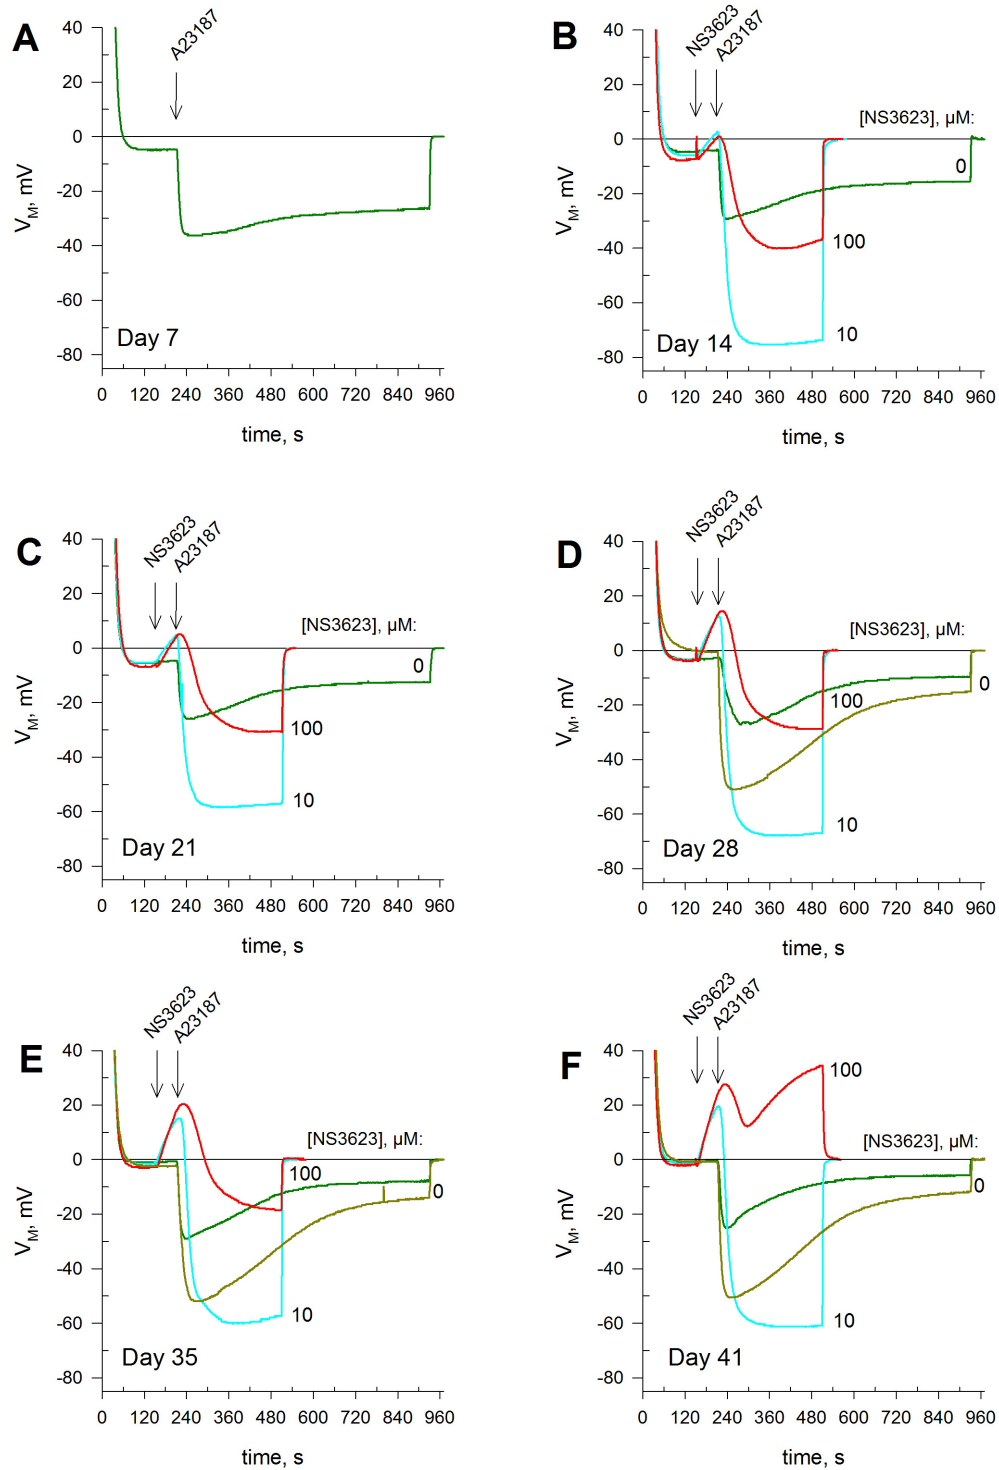 A
A23187
40
20
0
-20
-40
-60
-80
V_M, mV
Day 7
0 120 240 360 480 600 720 840 960
time, s
B
NS3623
A23187
40
20
0
-20
-40
-60
-80
V_M, mV
[NS3623], µM:
0
100
10
Day 14
0 120 240 360 480 600 720 840 960
time, s
C
NS3623
A23187
40
20
0
-20
-40
-60
-80
V_M, mV
[NS3623], µM:
0
100
10
Day 21
0 120 240 360 480 600 720 840 960
time, s
D
NS3623
A23187
40
20
0
-20
-40
-60
-80
V_M, mV
[NS3623], µM:
0
100
10
Day 28
0 120 240 360 480 600 720 840 960
time, s
E
NS3623
A23187
40
20
0
-20
-40
-60
-80
V_M, mV
[NS3623], µM:
100
0
10
Day 35
0 120 240 360 480 600 720 840 960
time, s
F
NS3623
A23187
40
20
0
-20
-40
-60
-80
V_M, mV
100
[NS3623], µM:
0
10
Day 41
0 120 240 360 480 600 720 840 960
time, s